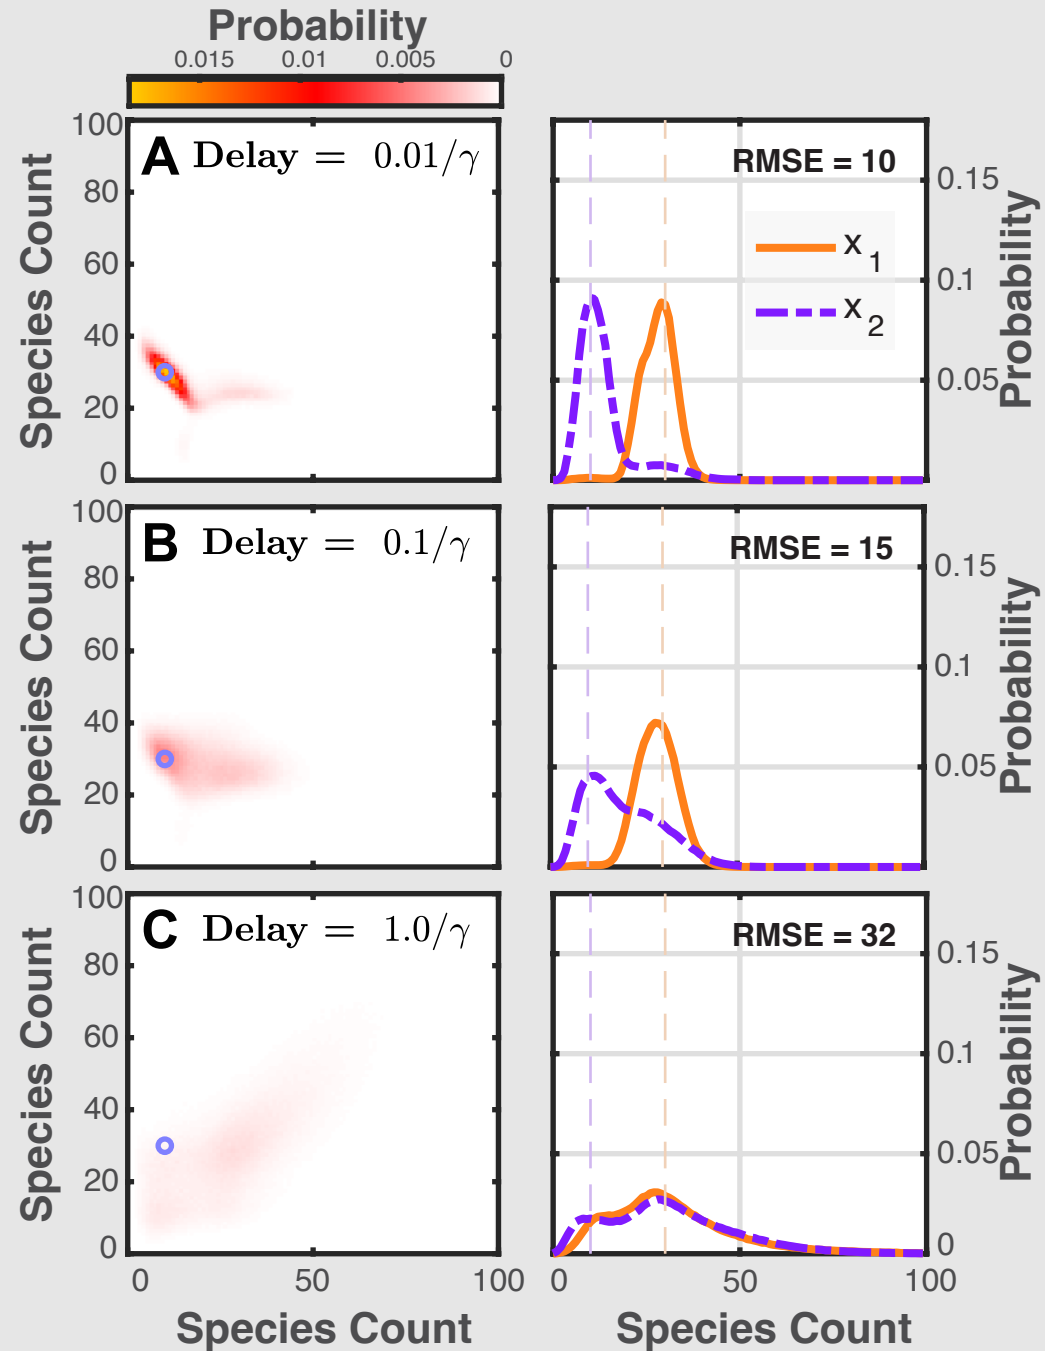 Probability
0.015 0.01 0.005 0
A Delay = 0.01/γ
100
80
60
40
20
0
Species Count
RMSE = 10
x1
x2
0.15
0.1
0.05
Probability
B Delay = 0.1/γ
100
80
60
40
20
0
Species Count
RMSE = 15
0.15
0.1
0.05
Probability
C Delay = 1.0/γ
100
80
60
40
20
0
Species Count
0 50 100
Species Count
RMSE = 32
0.15
0.1
0.05
0
Probability
0 50 100
Species Count